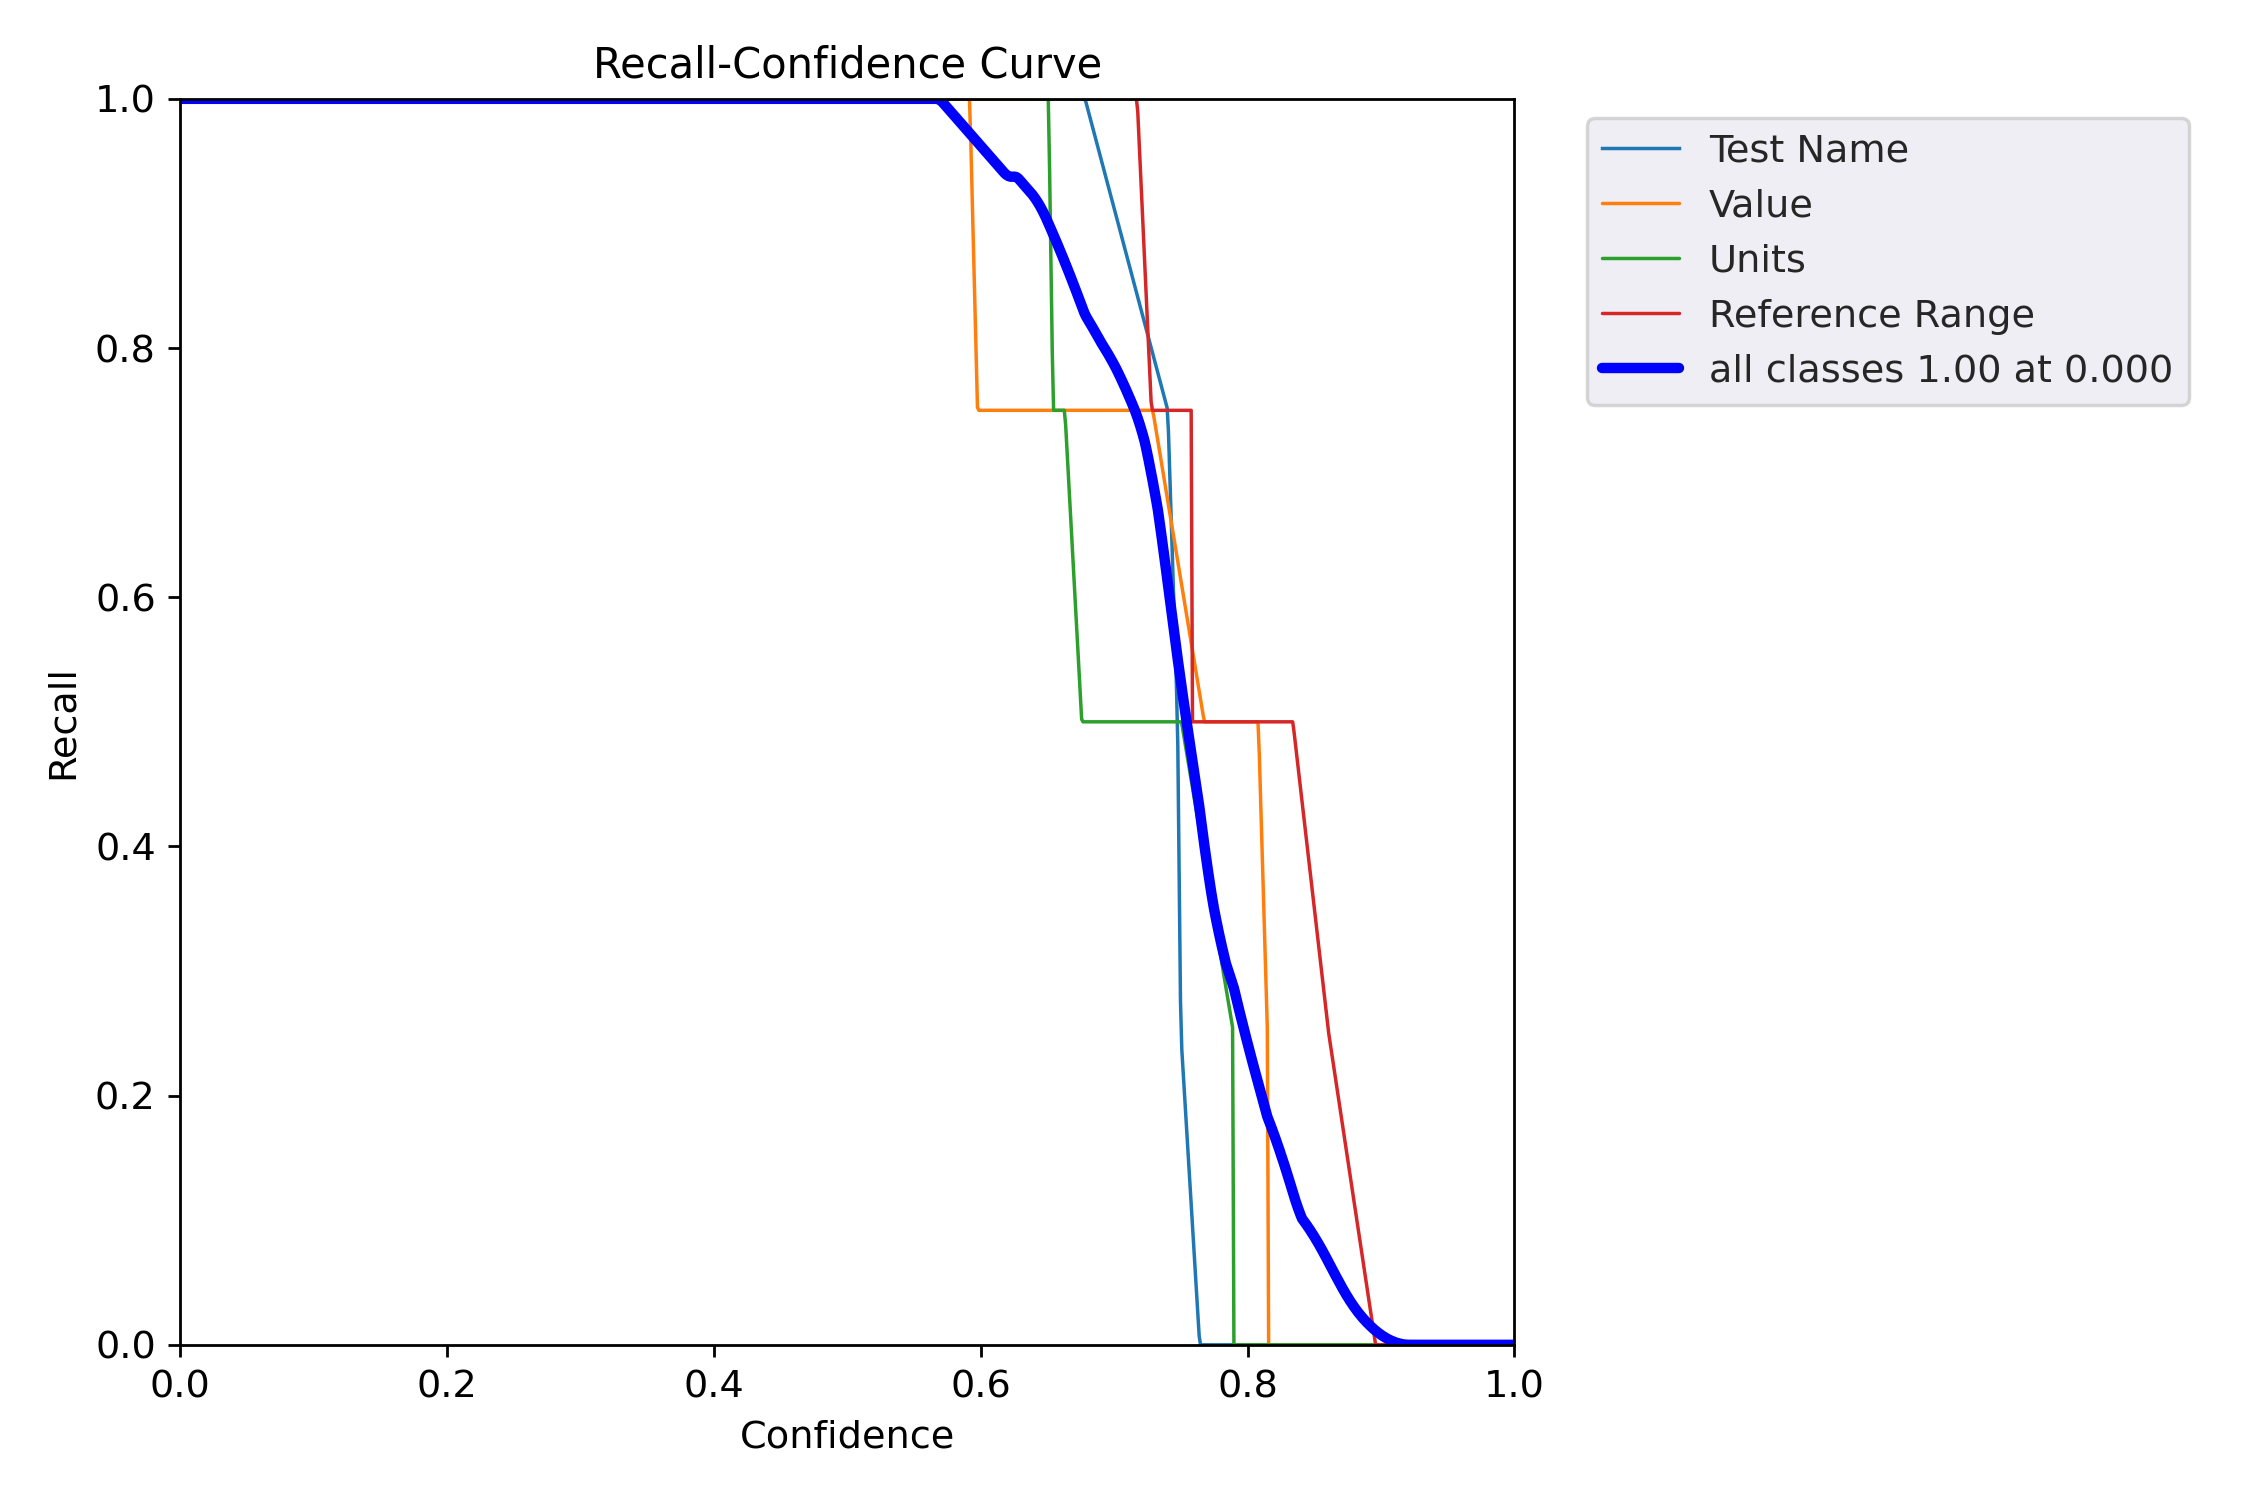 Recall-Confidence Curve
1.0
0.8
0.6
0.4
0.2
0.0
Recall
0.0 0.2 0.4 0.6 0.8 1.0
Confidence
Test Name
Value
Units
Reference Range
all classes 1.00 at 0.000